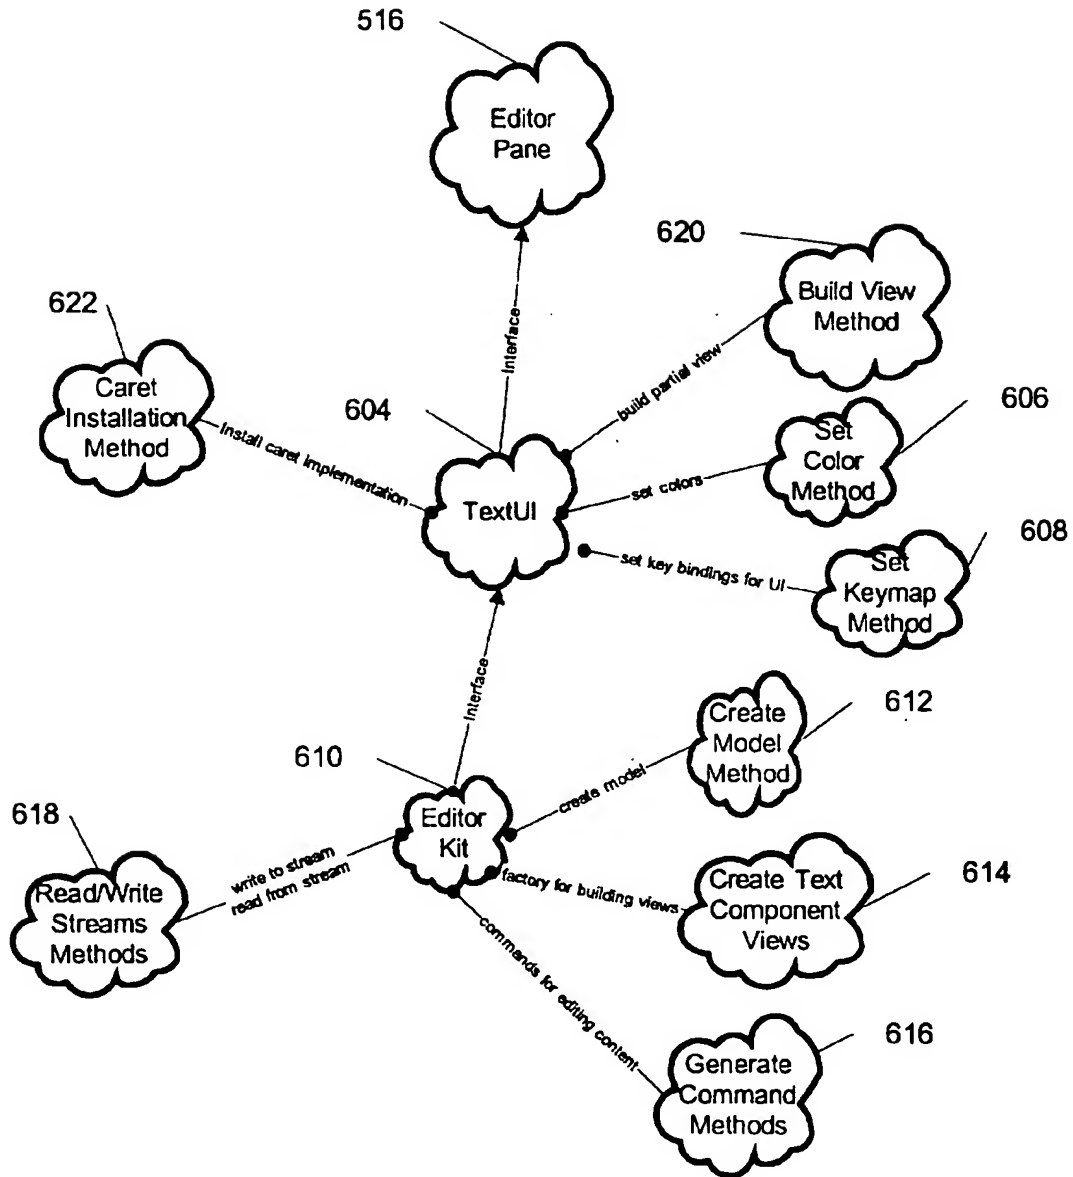 516
Editor
Pane
620
Build View
Method
622
Caret
Installation
Method
Interface
build partial view
604
606
Install caret implementation
TextUI
set colors
Set
Color
Method
608
set key bindings for UI
Set
Keymap
Method
Interface
612
Create
Model
Method
610
Editor
Kit
create model
618
Read/Write
Streams
Methods
write to stream
read from stream
factory for building views
Create Text
Component
Views
614
commands for editing content
616
Generate
Command
Methods